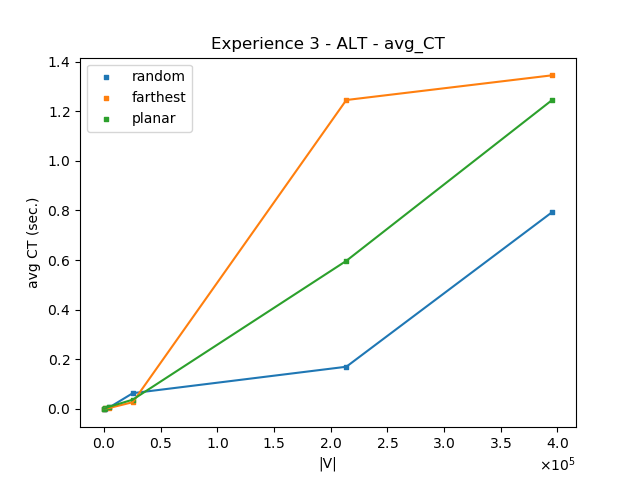 Experience 3 - ALT - avg_CT
random
farthest
planar
avg CT (sec.)
1.4
1.2
1.0
0.8
0.6
0.4
0.2
0.0
0.0 0.5 1.0 1.5 2.0 2.5 3.0 3.5 4.0
|V|
×10⁵